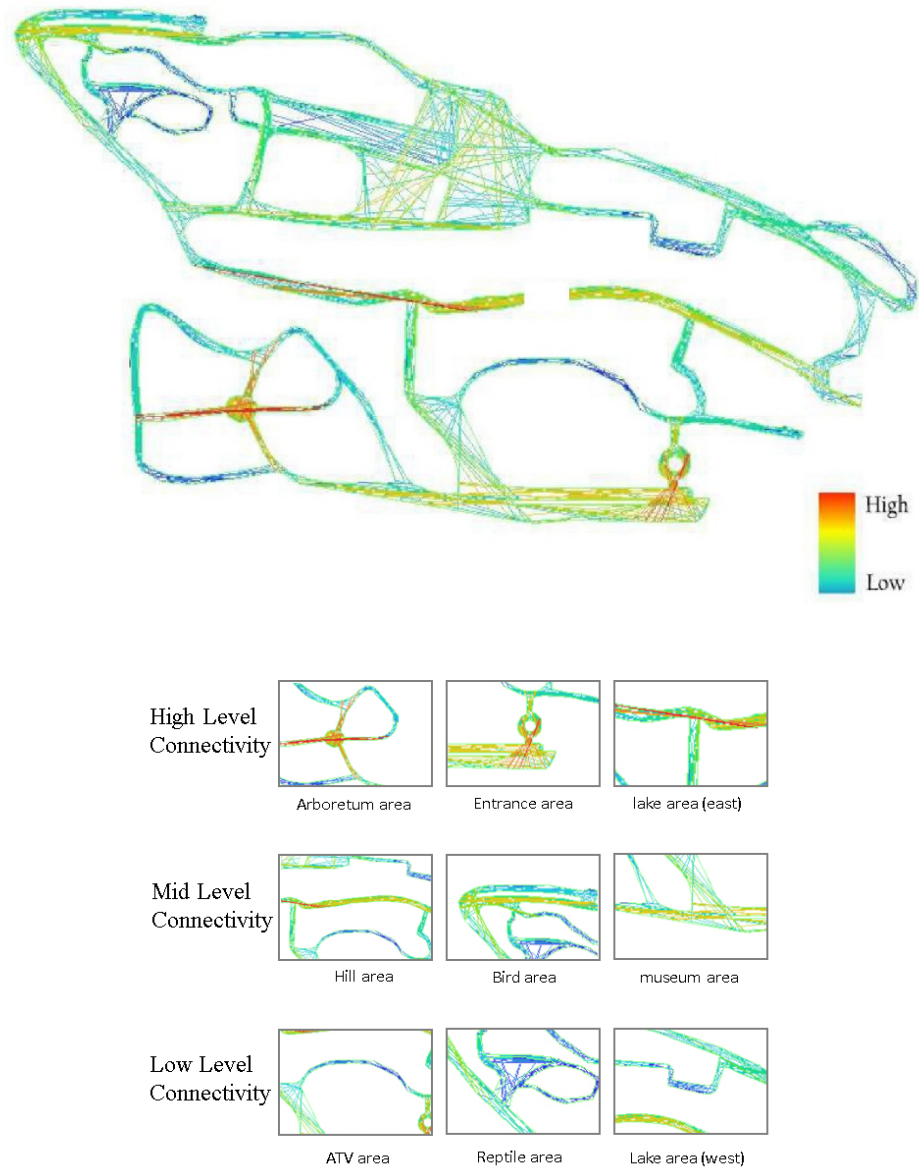 High
Low
High Level
Connectivity
Arboretum area
Entrance area
lake area (east)
Mid Level
Connectivity
Hill area
Bird area
museum area
Low Level
Connectivity
ATV area
Reptile area
Lake area (west)